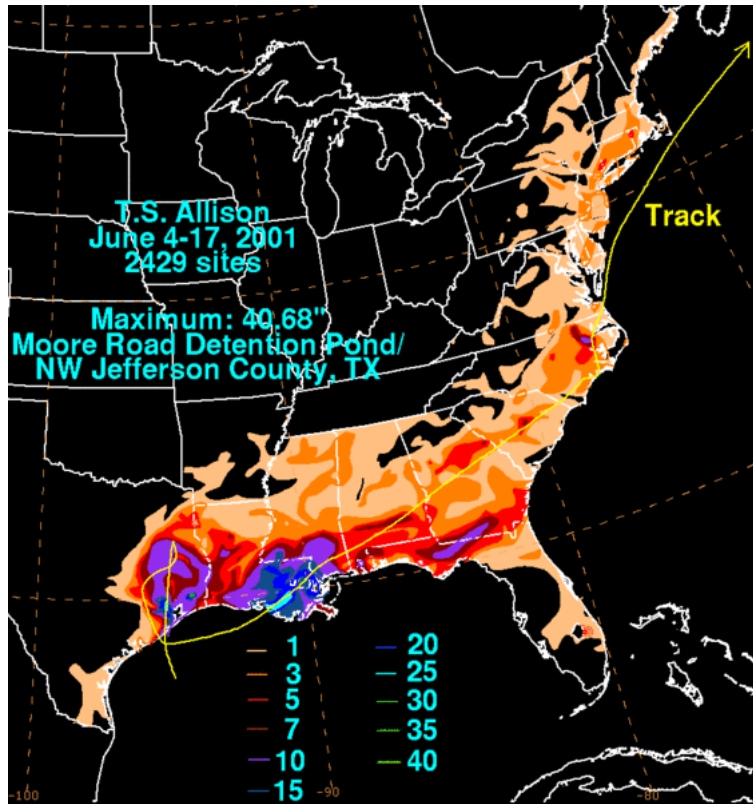 T.S. Allison
June 4-17, 2001
2429 sites
Maximum: 40.68"
Moore Road Detention Pond/
NW Jefferson County, TX
Track
1
3
5
7
10
15
20
25
30
35
40
-100
-90
-80